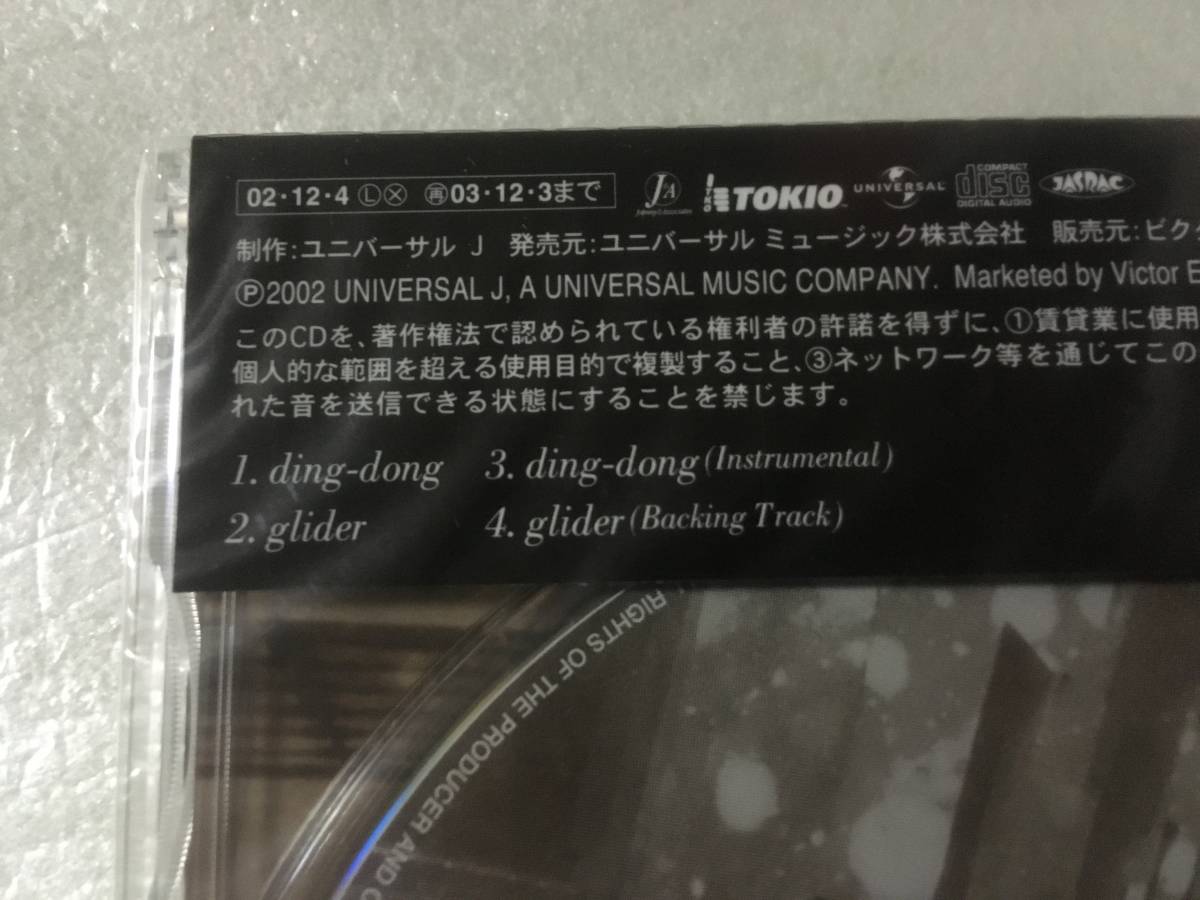 02・12・4 Ⓛ Ⓧ 再 03・12・3まで J&A TOKIO TOKIO™ UNIVERSAL COMPACT disc DIGITAL AUDIO JASRAC
制作:ユニバーサル J 発売元:ユニバーサル ミュージック株式会社 販売元:ビク
Ⓟ2002 UNIVERSAL J, A UNIVERSAL MUSIC COMPANY. Marketed by Victor E
このCDを、著作権法で認められている権利者の許諾を得ずに、①賃貸業に使用
個人的な範囲を超える使用目的で複製すること、③ネットワーク等を通じてこの
れた音を送信できる状態にすることを禁じます。
1. ding-dong 3. ding-dong (Instrumental)
2. glider 4. glider (Backing Track)
RIGHTS OF THE PRODUCER AND